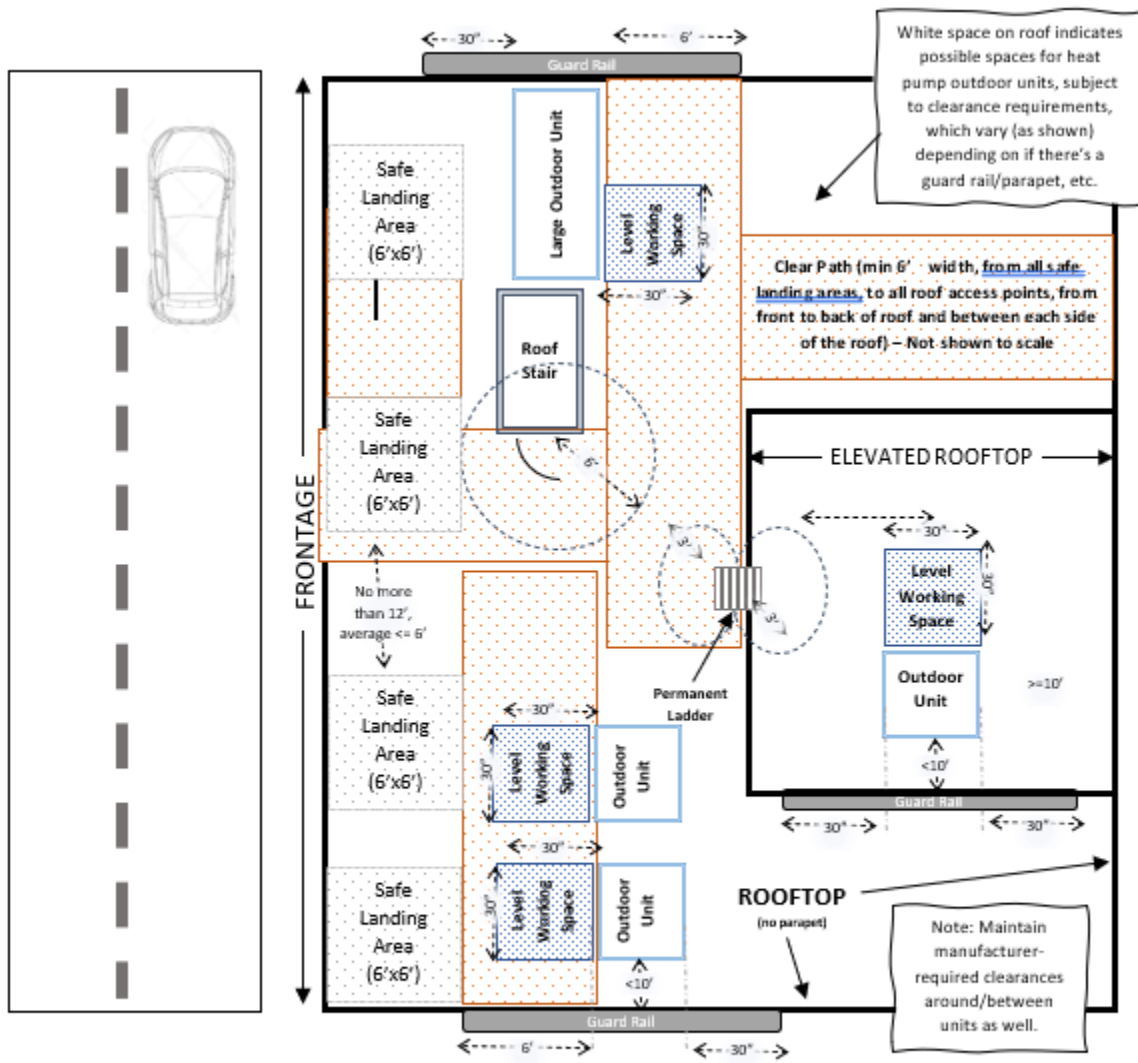 30"
6'
Guard Rail
White space on roof indicates
possible spaces for heat
pump outdoor units, subject
to clearance requirements,
which vary (as shown)
depending on if there's a
guard rail/parapet, etc.
Large Outdoor Unit
Safe
Landing
Area
(6'x6')
Level
Working
Space
30"
30"
Clear Path (min 6' width, from all safe
landing areas, to all roof access points, from
front to back of roof and between each side
of the roof) – Not shown to scale
Roof
Stair
Safe
Landing
Area
(6'x6')
6'
ELEVATED ROOFTOP
FRONTAGE
30"
3'
Level
Working
Space
30"
No more
than 12',
average <= 6'
3'
Outdoor
Unit
>=10'
Permanent
Ladder
Safe
Landing
Area
(6'x6')
30"
30"
Level
Working
Space
Outdoor
Unit
<10'
Guard Rail
30"
30"
30"
Safe
Landing
Area
(6'x6')
30"
Level
Working
Space
Outdoor
Unit
ROOFTOP
(no parapet)
Note: Maintain
manufacturer-
required clearances
around/between
units as well.
<10'
Guard Rail
6'
30"